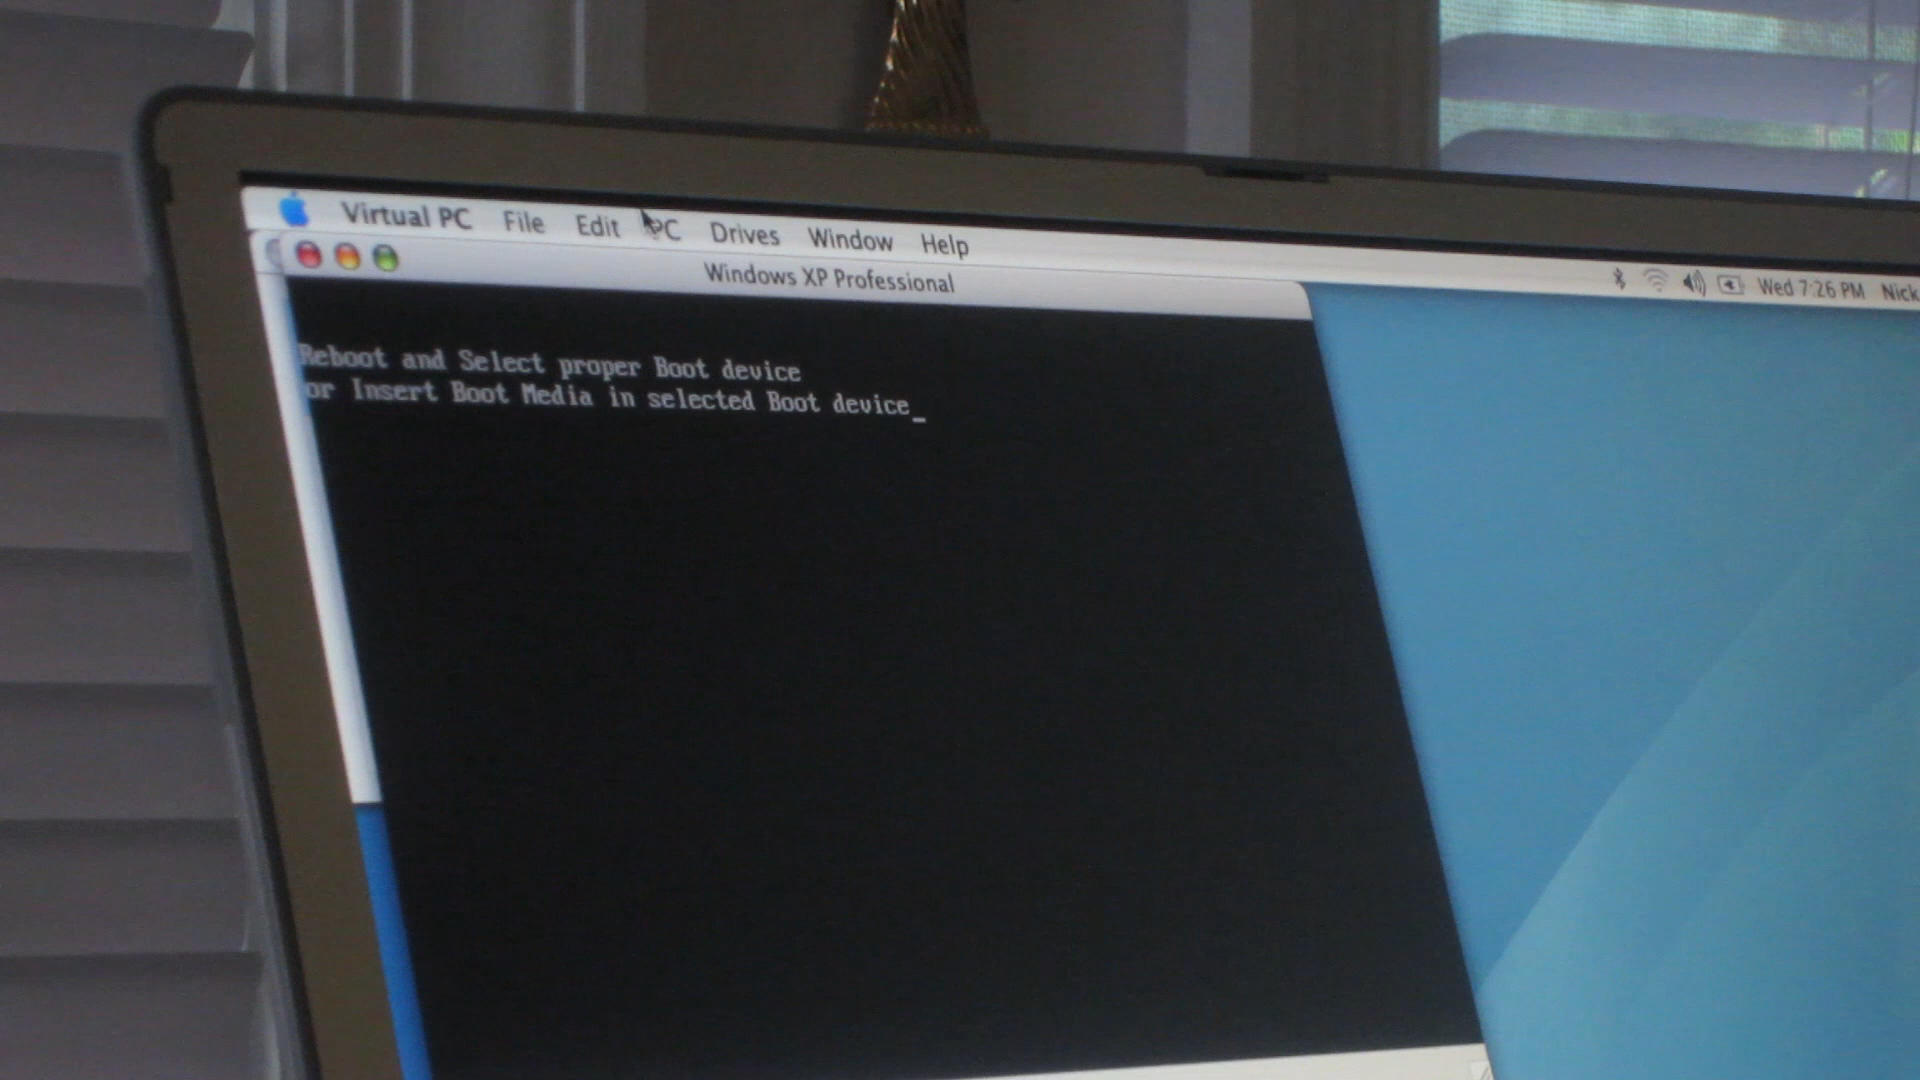 Virtual PC File Edit PC Drives Window Help
Wed 7:26 PM Nick
Windows XP Professional
Reboot and Select proper Boot device
or Insert Boot Media in selected Boot device_